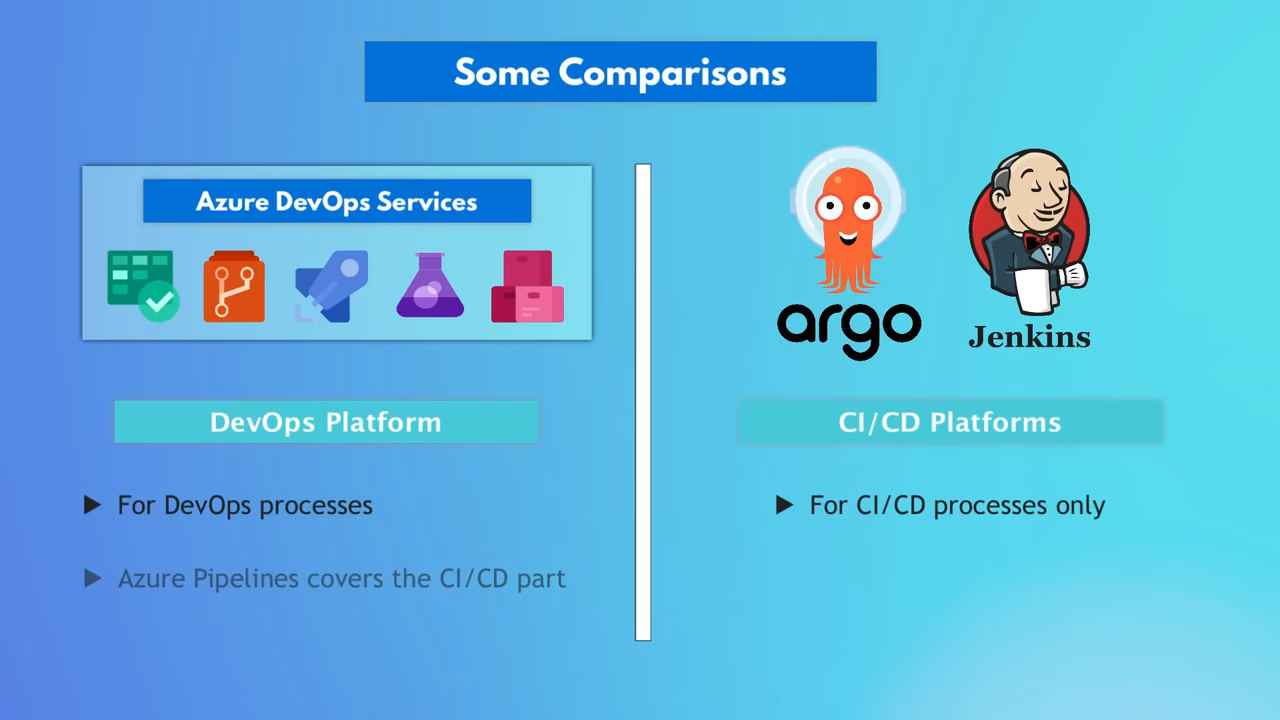 Some Comparisons
Azure DevOps Services
argo
Jenkins
DevOps Platform
CI/CD Platforms
For DevOps processes
For CI/CD processes only
Azure Pipelines covers the CI/CD part